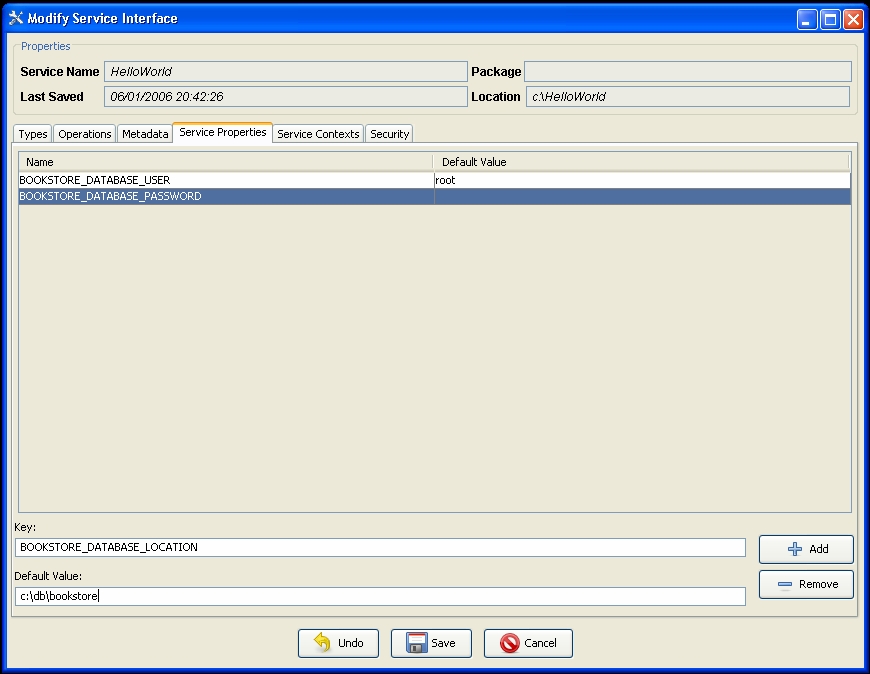 Modify Service Interface
Properties
Service Name HelloWorld Package
Last Saved 06/01/2006 20:42:26 Location c:\HelloWorld
Types Operations Metadata Service Properties Service Contexts Security
Name Default Value
BOOKSTORE_DATABASE_USER root
BOOKSTORE_DATABASE_PASSWORD
Key:
BOOKSTORE_DATABASE_LOCATION
Add
Default Value:
Remove
c:\db\bookstore
Undo Save Cancel